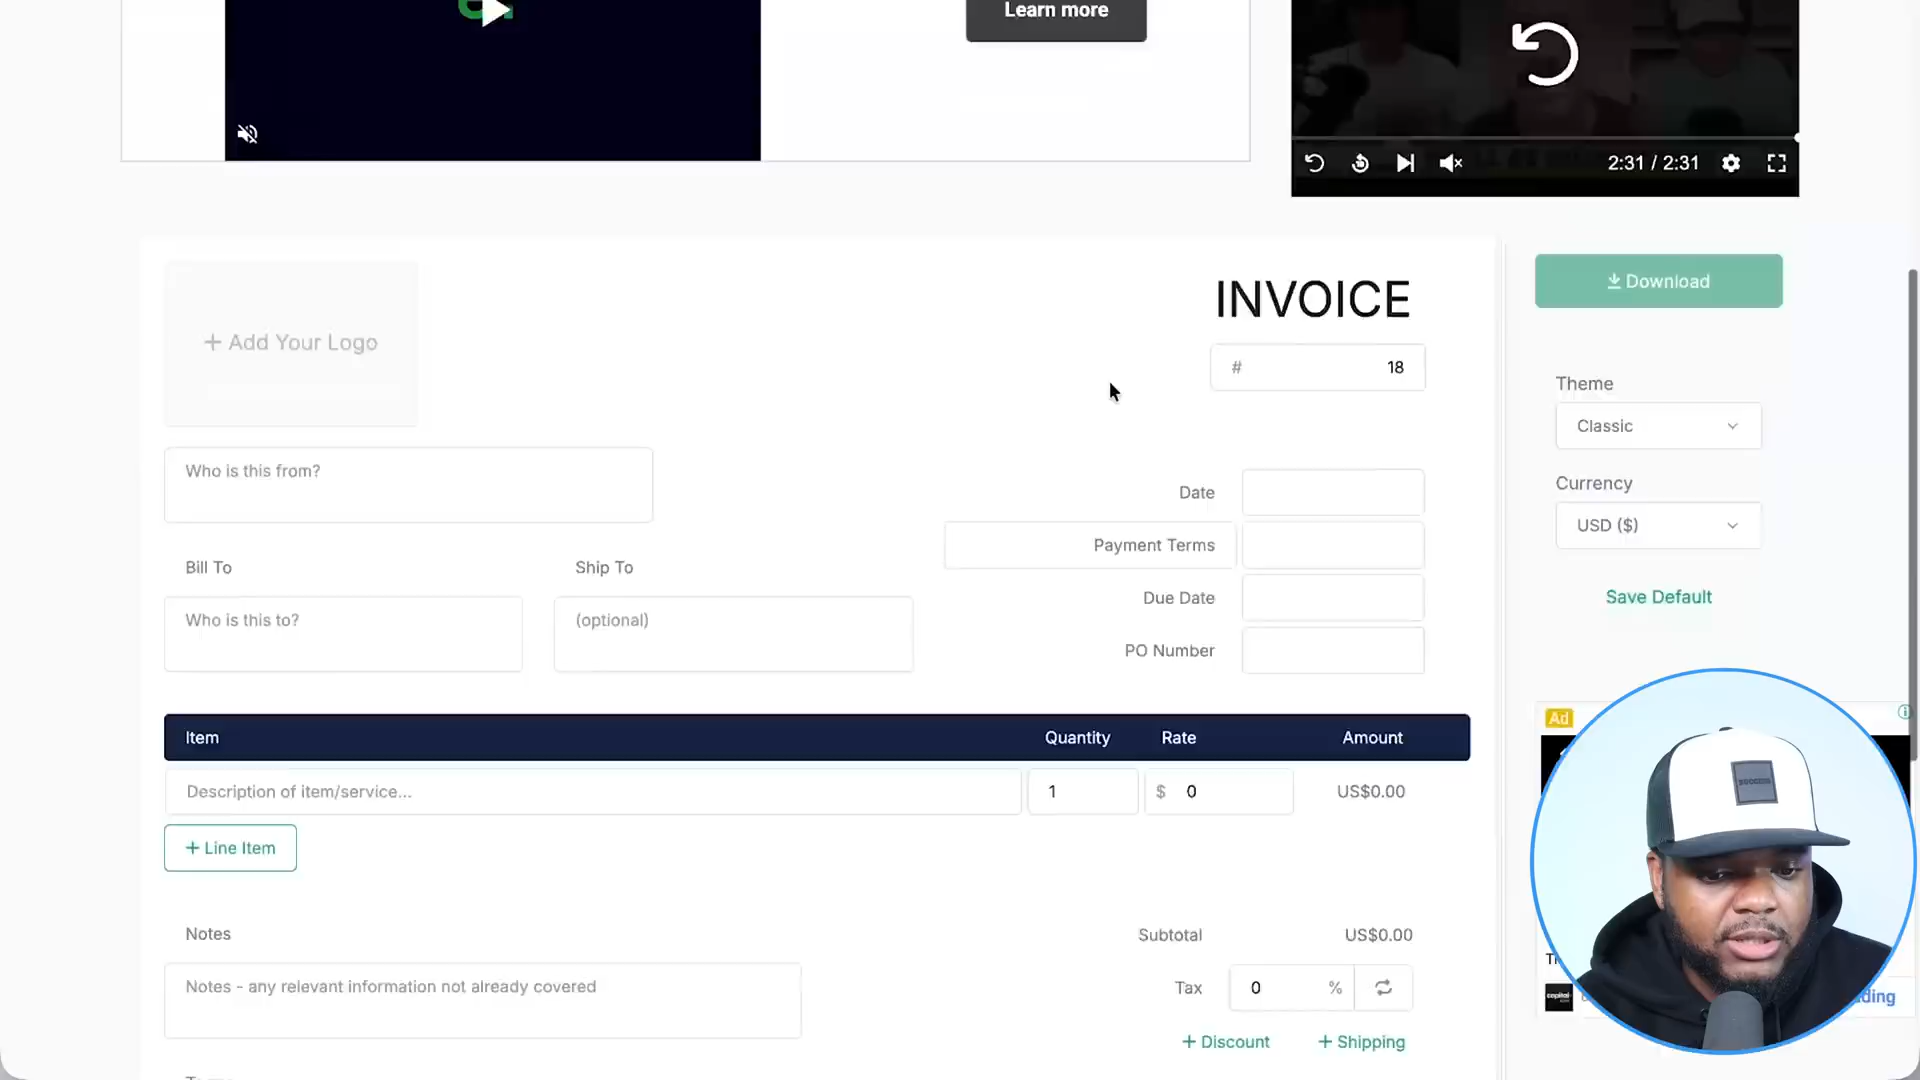 Learn more
2:31 / 2:31
INVOICE
Download
+ Add Your Logo
# 18
Theme
Classic
Who is this from?
Currency
Date
USD ($)
Payment Terms
Bill To
Ship To
Due Date
Save Default
Who is this to?
(optional)
PO Number
Ad
Item Quantity Rate Amount
Description of item/service... 1 $ 0 US$0.00
success
+ Line Item
Notes
Subtotal US$0.00
Notes - any relevant information not already covered
Tax 0 %
capital
+ Discount + Shipping